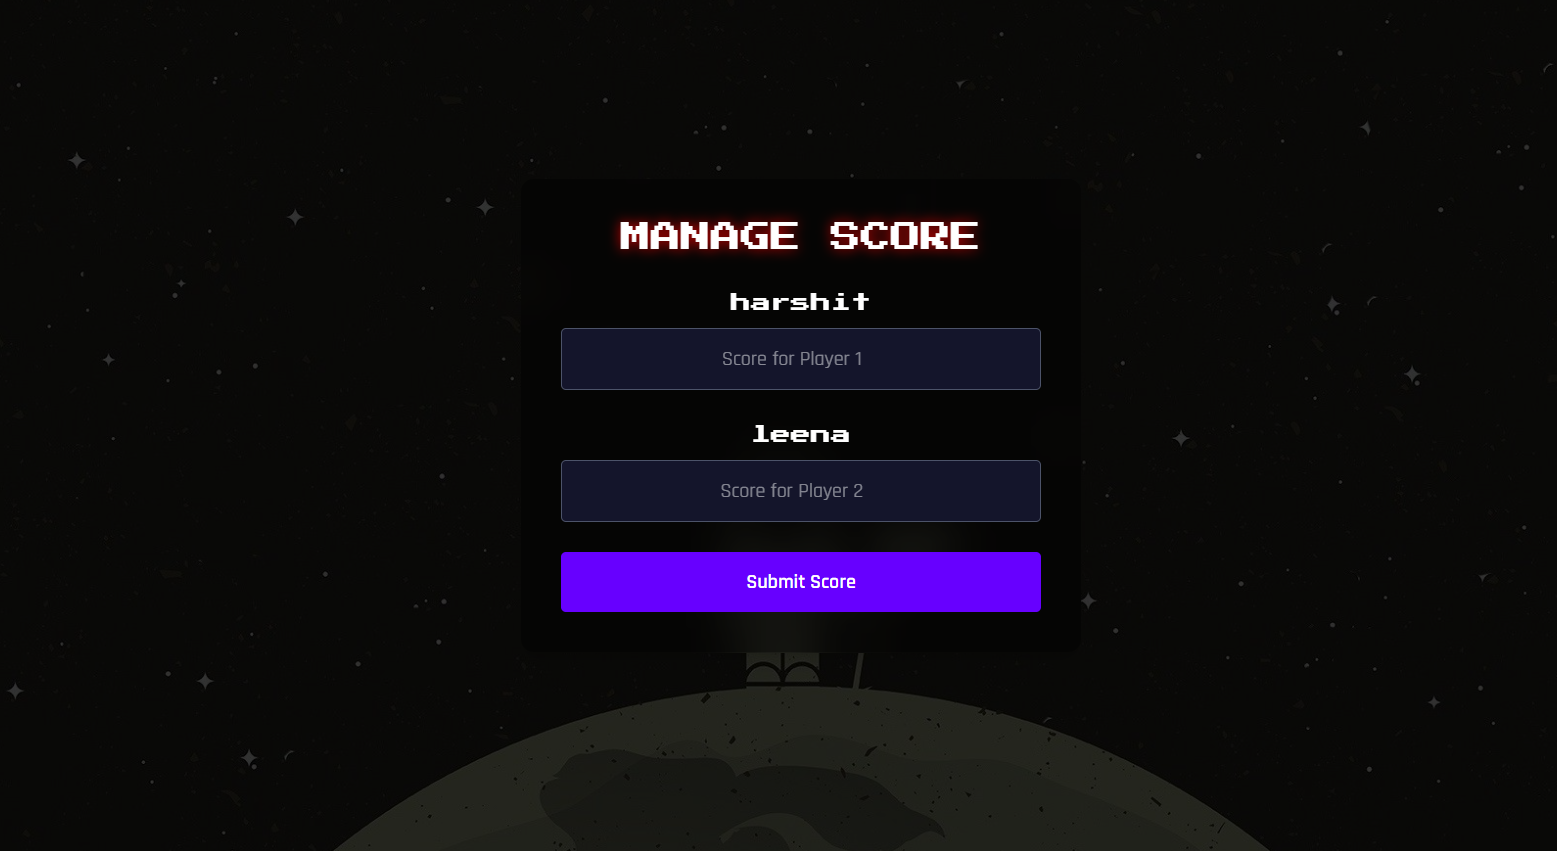 MANAGE SCORE
harshit
Score for Player 1
leena
Score for Player 2
Submit Score